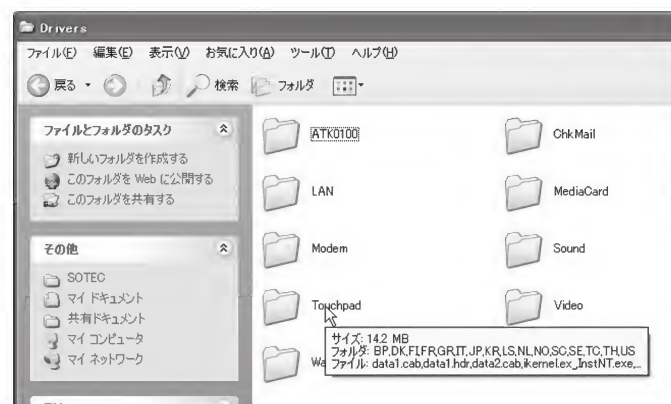 Drivers
ファイル(F) 編集(E) 表示(V) お気に入り(A) ツール(T) ヘルプ(H)
戻る 検索 フォルダ
ファイルとフォルダのタスク
新しいフォルダを作成する
このフォルダを Web に公開する
このフォルダを共有する
その他
SOTEC
マイ ドキュメント
共有ドキュメント
マイ コンピュータ
マイ ネットワーク
ATK0100
ChkMail
LAN
MediaCard
Modem
Sound
Touchpad
Video
サイズ: 14.2 MB
フォルダ: BP,DK,FI,FR,GR,IT,JP,KR,LS,NL,NO,SC,SE,TC,TH,US
ファイル: data1.cab,data1.hdr,data2.cab,ikernel.ex_,InstNT.exe,...